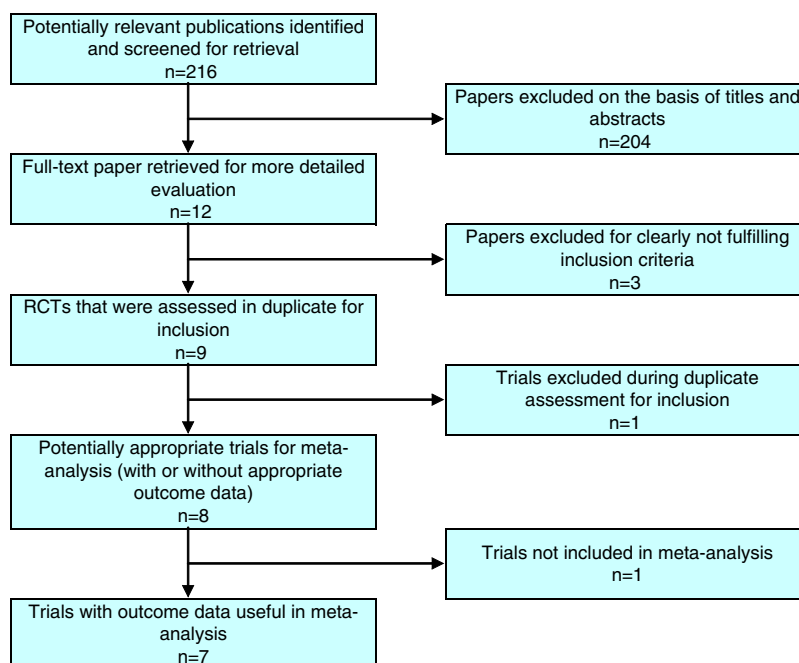 Potentially relevant publications identified
and screened for retrieval
n=216
Papers excluded on the basis of titles and
abstracts
n=204
Full-text paper retrieved for more detailed
evaluation
n=12
Papers excluded for clearly not fulfilling
inclusion criteria
n=3
RCTs that were assessed in duplicate for
inclusion
n=9
Trials excluded during duplicate
assessment for inclusion
n=1
Potentially appropriate trials for meta-
analysis (with or without appropriate
outcome data)
n=8
Trials not included in meta-analysis
n=1
Trials with outcome data useful in meta-
analysis
n=7